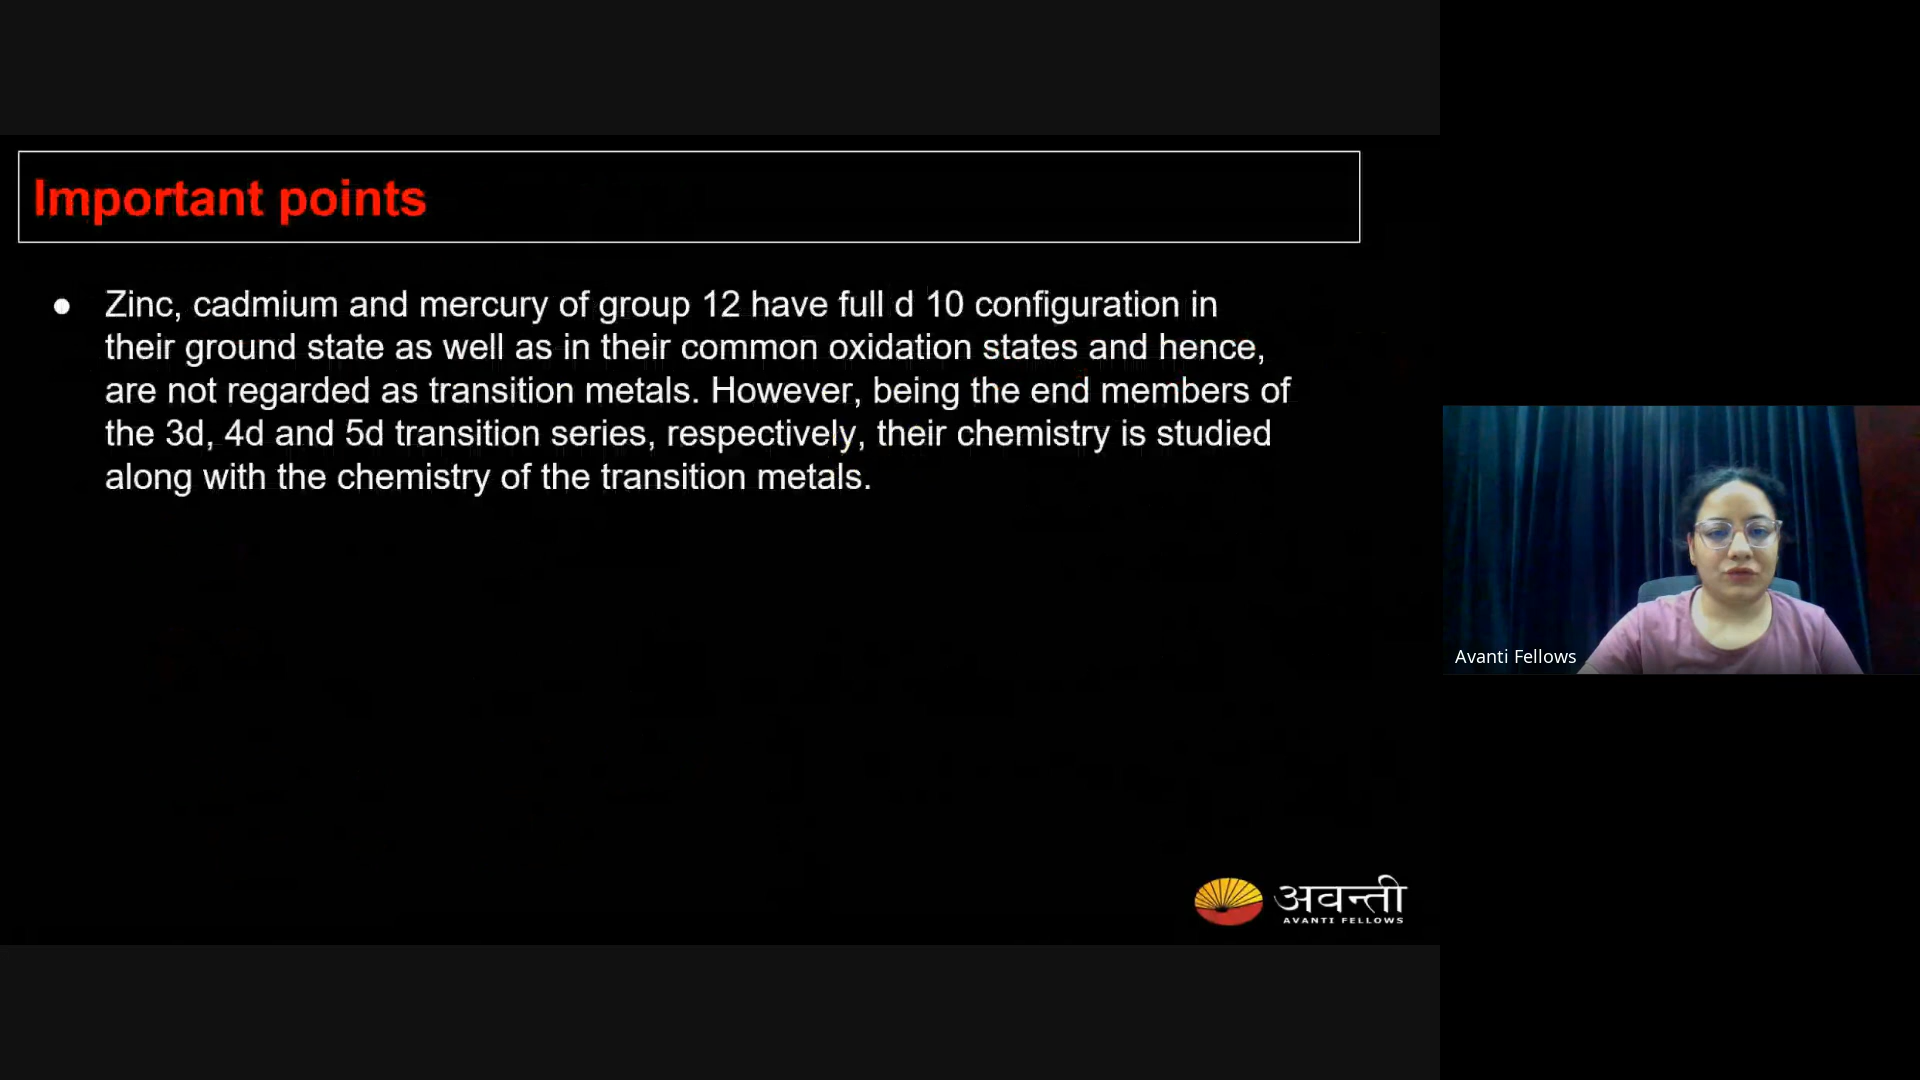 Important points
● Zinc, cadmium and mercury of group 12 have full d 10 configuration in
their ground state as well as in their common oxidation states and hence,
are not regarded as transition metals. However, being the end members of
the 3d, 4d and 5d transition series, respectively, their chemistry is studied
along with the chemistry of the transition metals.
Avanti Fellows
अवन्ती
AVANTI FELLOWS